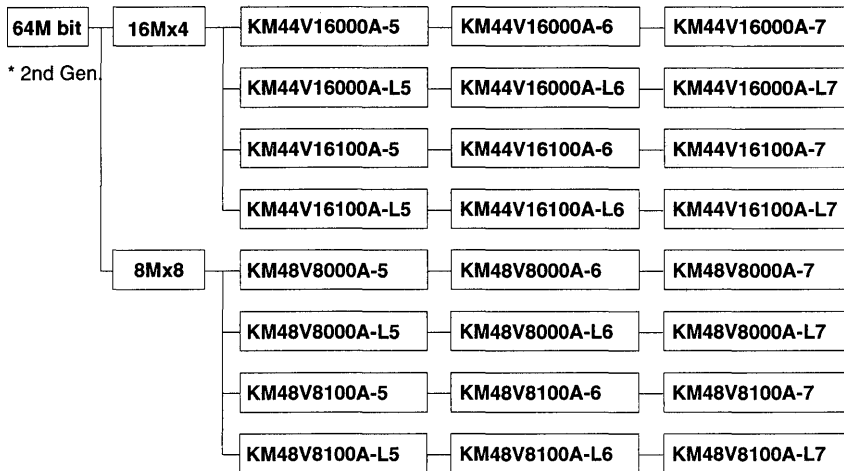 64M bit 16Mx4 KM44V16000A-5 KM44V16000A-6 KM44V16000A-7
* 2nd Gen. KM44V16000A-L5 KM44V16000A-L6 KM44V16000A-L7
KM44V16100A-5 KM44V16100A-6 KM44V16100A-7
KM44V16100A-L5 KM44V16100A-L6 KM44V16100A-L7
8Mx8 KM48V8000A-5 KM48V8000A-6 KM48V8000A-7
KM48V8000A-L5 KM48V8000A-L6 KM48V8000A-L7
KM48V8100A-5 KM48V8100A-6 KM48V8100A-7
KM48V8100A-L5 KM48V8100A-L6 KM48V8100A-L7